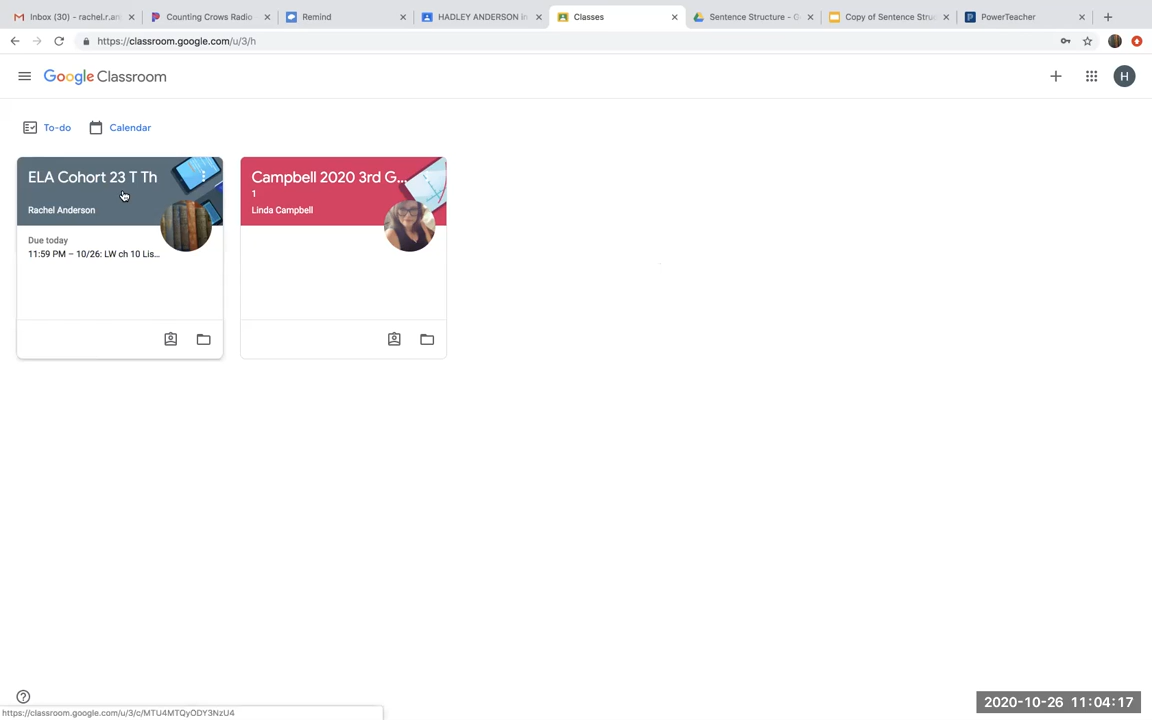 Inbox (30) - rachel.r.an
Counting Crows Radio
Remind
HADLEY ANDERSON in
Classes
Sentence Structure - G
Copy of Sentence Struc
PowerTeacher
https://classroom.google.com/u/3/h
Google Classroom
H
To-do
Calendar
ELA Cohort 23 T Th
Rachel Anderson
Due today
11:59 PM – 10/26: LW ch 10 Lis...
Campbell 2020 3rd G...
1
Linda Campbell
https://classroom.google.com/u/3/c/MTU4MTQyODY3NzU4
2020-10-26 11:04:17